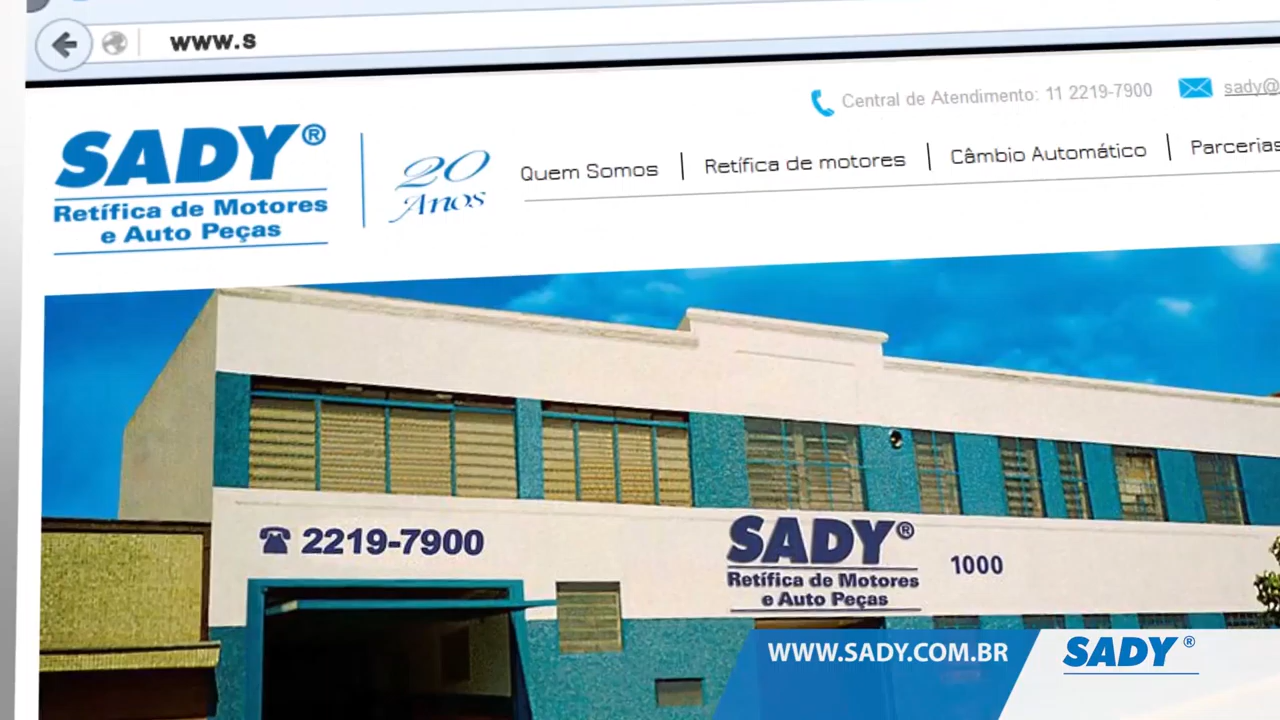 www.s
Central de Atendimento: 11 2219-7900
sady@
SADY®
Retífica de Motores
e Auto Peças
20
Anos
Quem Somos | Retífica de motores | Câmbio Automático | Parcerias
2219-7900
SADY®
Retífica de Motores
e Auto Peças
1000
WWW.SADY.COM.BR
SADY®